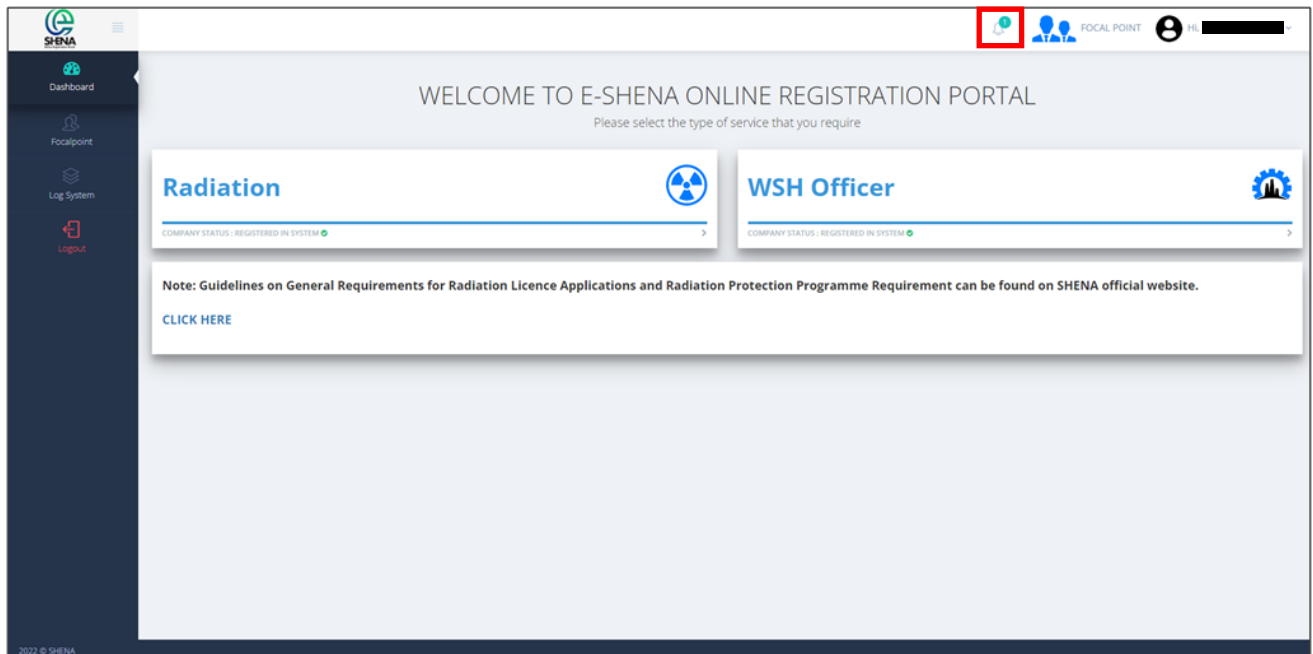 SHENA
1
FOCAL POINT
HI,
Dashboard
Focalpoint
Log System
Logout
WELCOME TO E-SHENA ONLINE REGISTRATION PORTAL
Please select the type of service that you require
Radiation
COMPANY STATUS : REGISTERED IN SYSTEM
WSH Officer
COMPANY STATUS : REGISTERED IN SYSTEM
Note: Guidelines on General Requirements for Radiation Licence Applications and Radiation Protection Programme Requirement can be found on SHENA official website.
CLICK HERE
2022 © SHENA